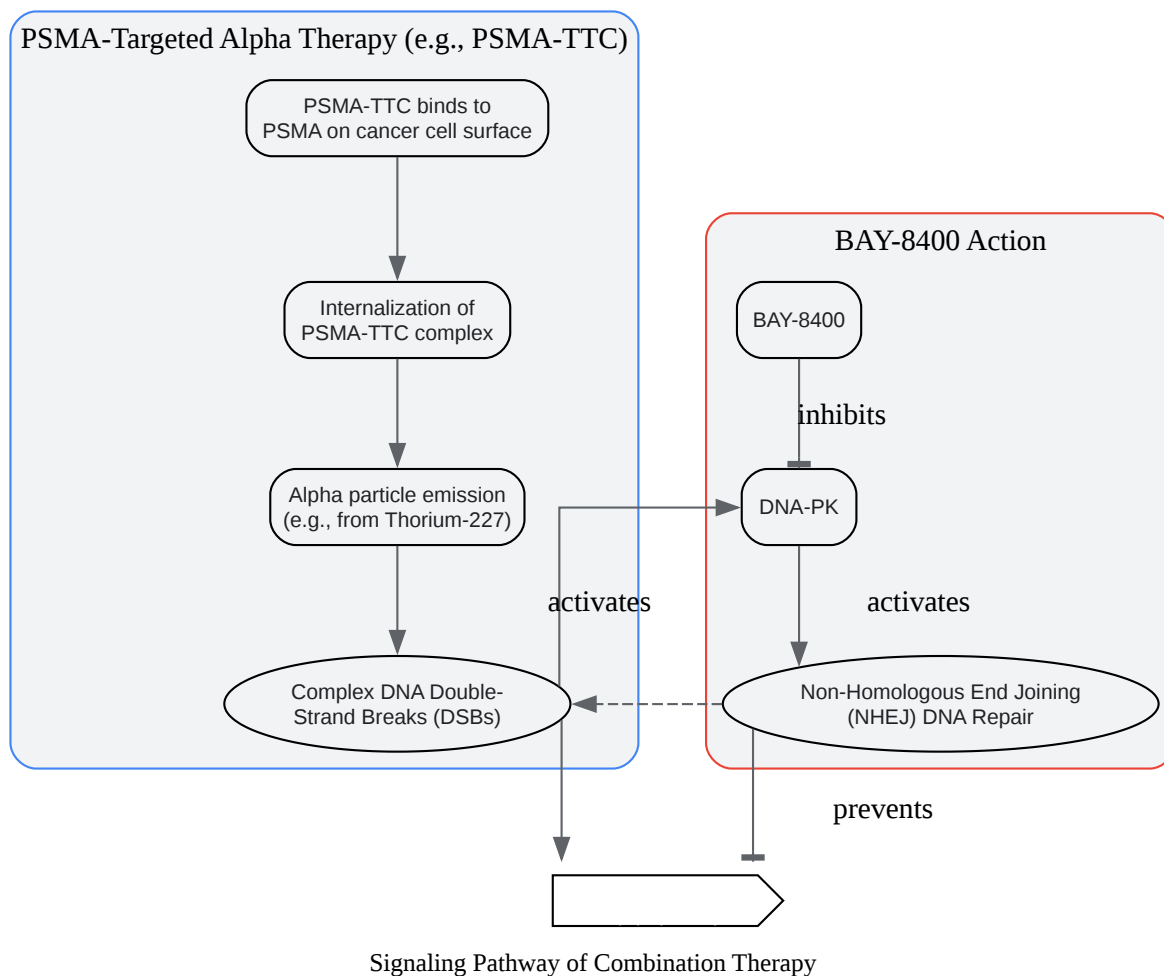 PSMA-Targeted Alpha Therapy (e.g., PSMA-TTC)
PSMA-TTC binds to
PSMA on cancer cell surface
Internalization of
PSMA-TTC complex
Alpha particle emission
(e.g., from Thorium-227)
activates
Complex DNA Double-
Strand Breaks (DSBs)
BAY-8400 Action
BAY-8400
inhibits
DNA-PK
activates
Non-Homologous End Joining
(NHEJ) DNA Repair
prevents
Signaling Pathway of Combination Therapy